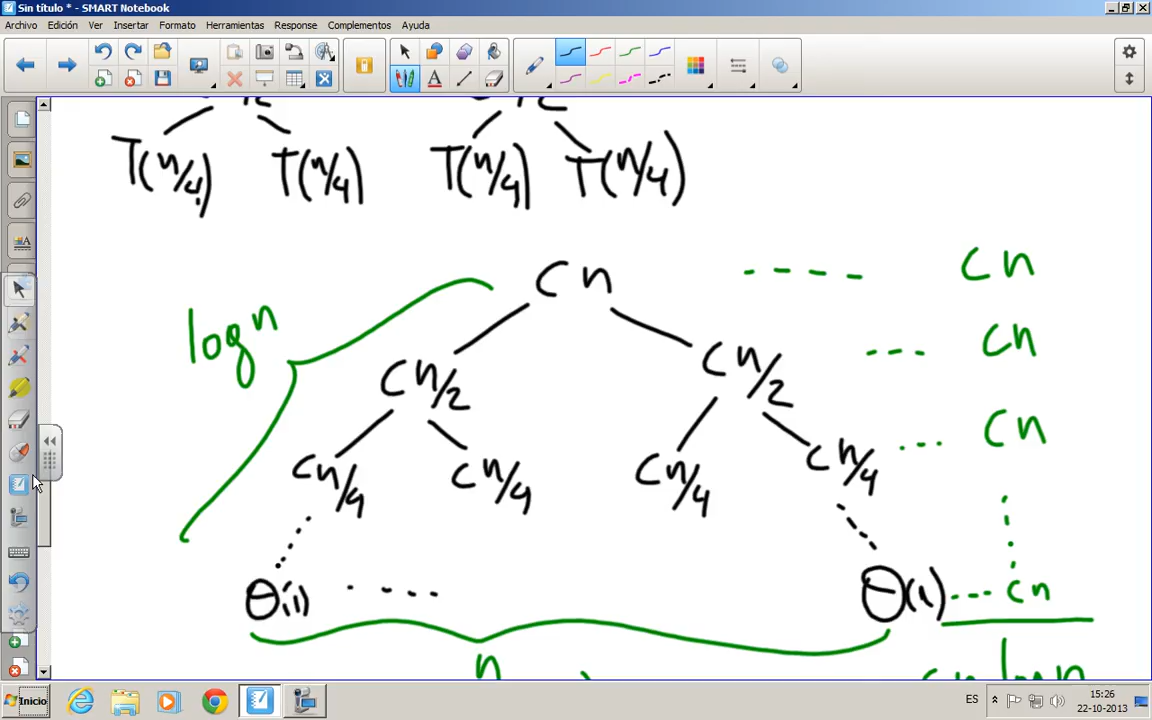 Sin título * - SMART Notebook
Archivo Edición Ver Insertar Formato Herramientas Response Complementos Ayuda
T(n/4) T(n/4) T(n/4) T(n/4)
cn ---- cn
log n
cn/2 cn/2 --- cn
cn/4 cn/4 cn/4 cn/4 ... cn
Θ(1) .... Θ(1) --- cn
n
cn log n
Inicio
ES
15:26
22-10-2013